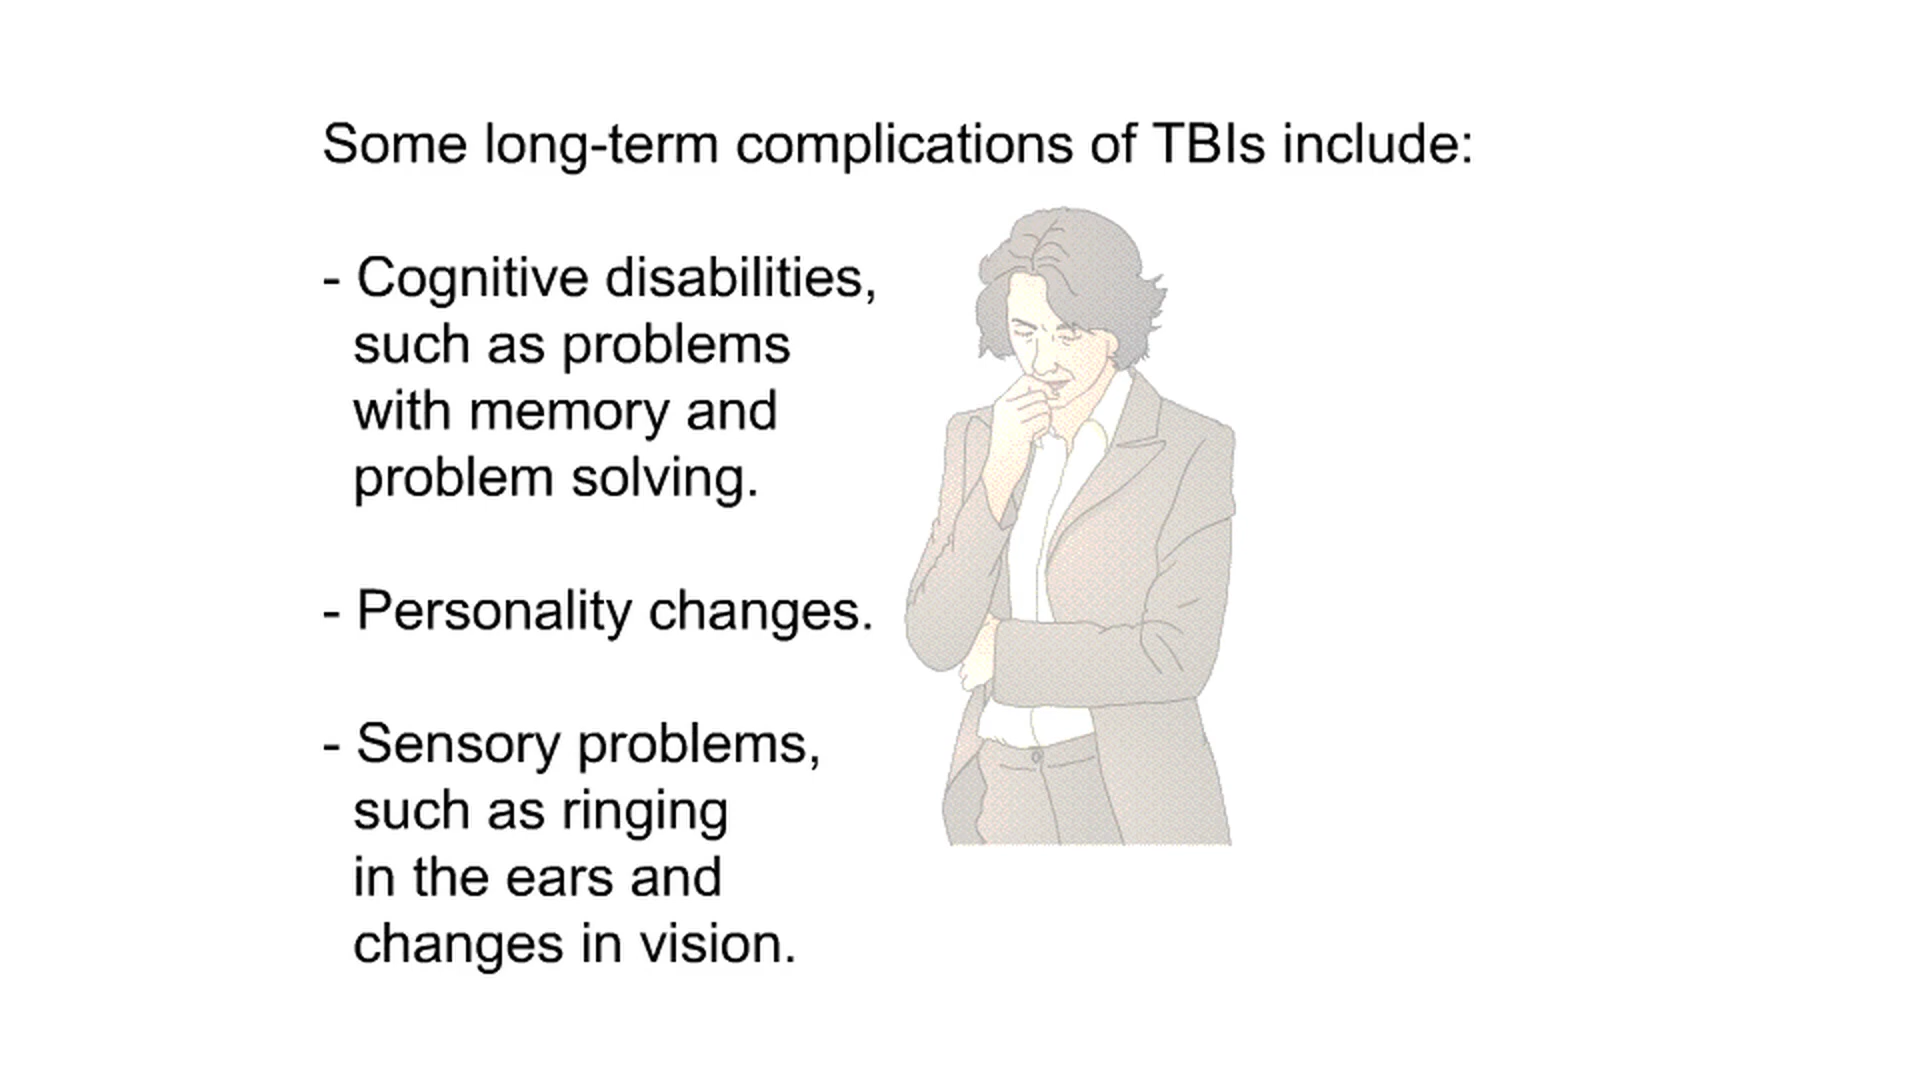 Some long-term complications of TBIs include:
- Cognitive disabilities,
such as problems
with memory and
problem solving.
- Personality changes.
- Sensory problems,
such as ringing
in the ears and
changes in vision.